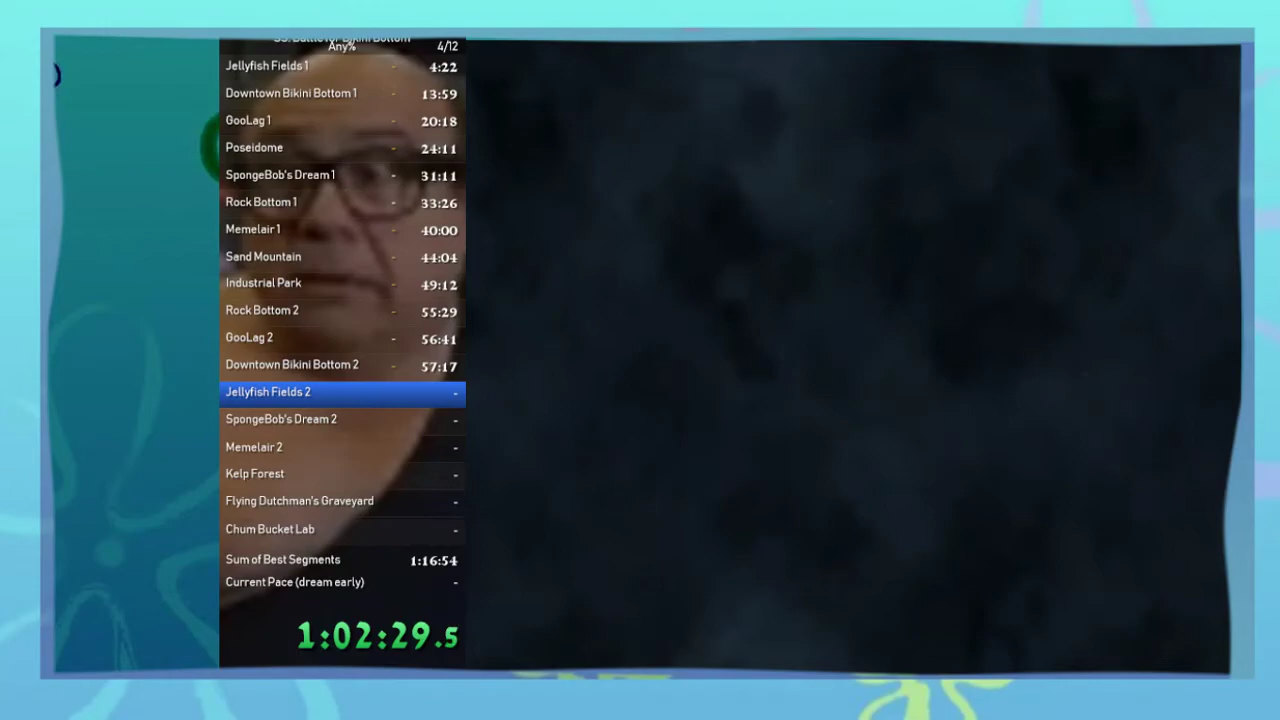 Any% 4/12
Jellyfish Fields 1 - 4:22
Downtown Bikini Bottom 1 - 13:59
GooLag 1 - 20:18
Poseidome - 24:11
SpongeBob's Dream 1 - 31:11
Rock Bottom 1 - 33:26
Memelair 1 - 40:00
Sand Mountain - 44:04
Industrial Park - 49:12
Rock Bottom 2 - 55:29
GooLag 2 - 56:41
Downtown Bikini Bottom 2 - 57:17
Jellyfish Fields 2 -
SpongeBob's Dream 2 -
Memelair 2 -
Kelp Forest -
Flying Dutchman's Graveyard -
Chum Bucket Lab -
Sum of Best Segments 1:16:54
Current Pace (dream early) -
1:02:29.5